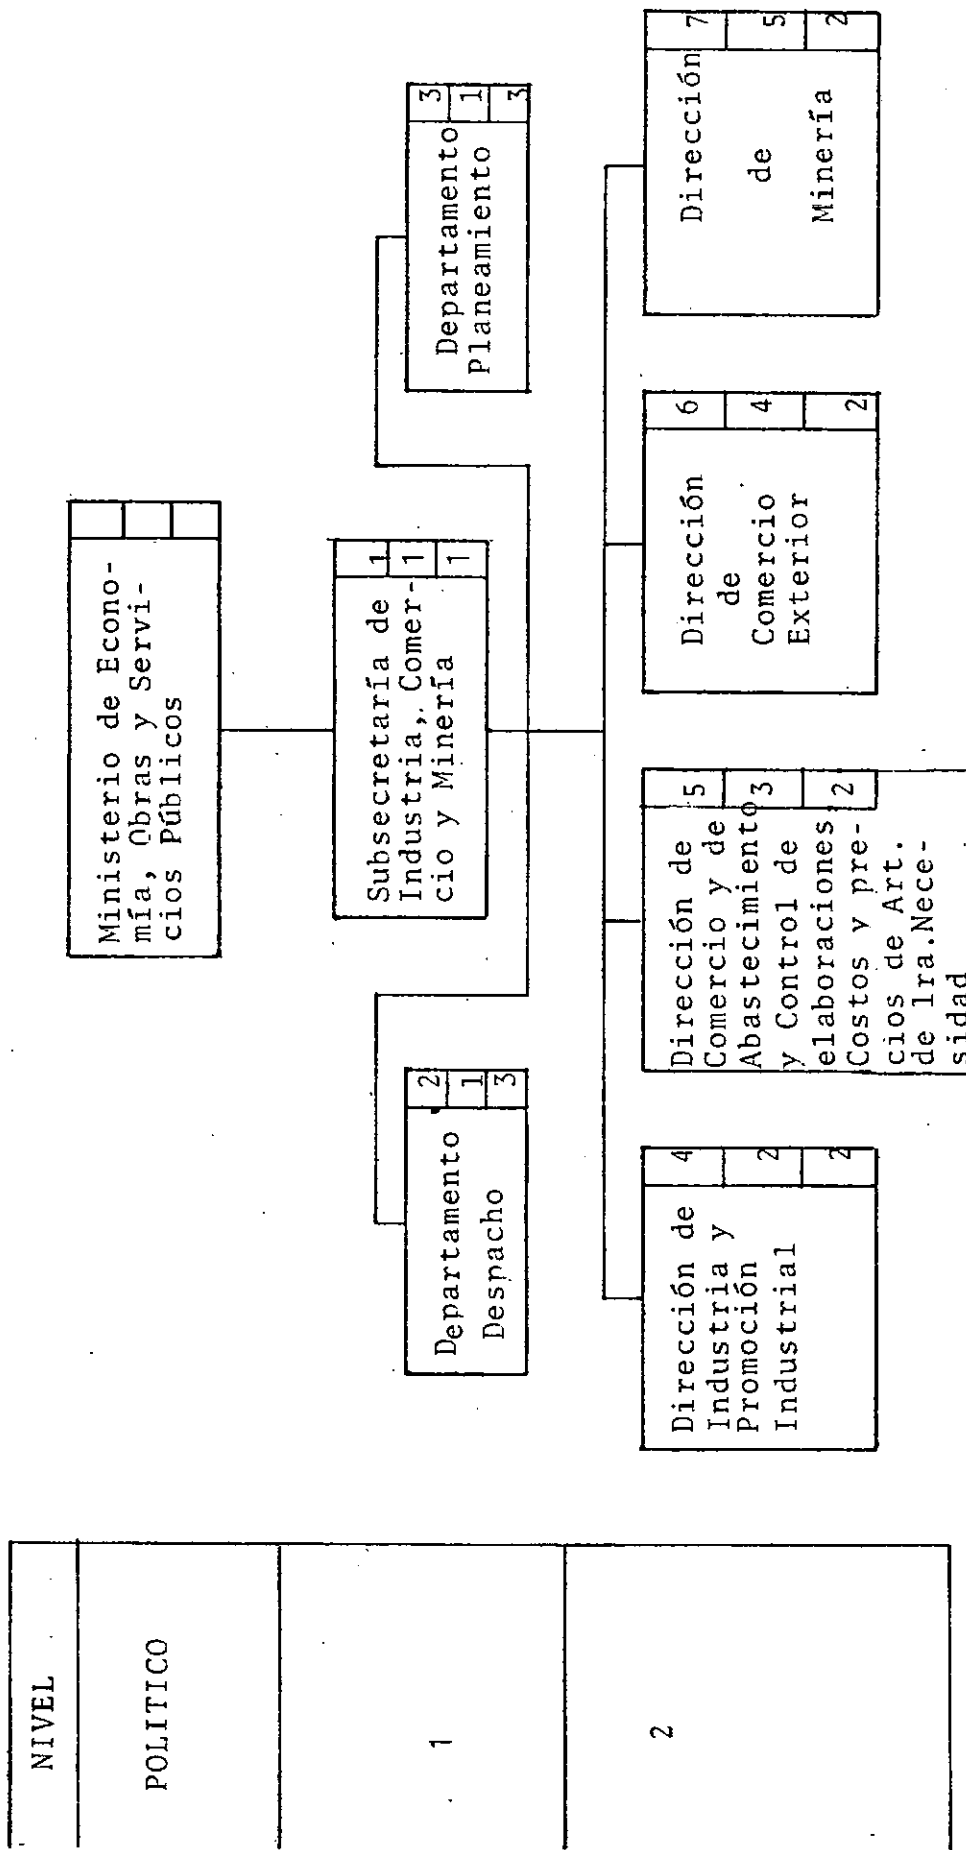 NIVEL
POLITICO
1
2
Ministerio de Econo-
mía, Obras y Servi-
cios Públicos
Subsecretaría de
Industria, Comer-
cio y Minería
1
1
1
Departamento
Despacho
2
1
3
Departamento
Planeamiento
3
1
3
Dirección de
Industria y
Promoción
Industrial
4
2
2
Dirección de
Comercio y de
Abastecimiento
y Control de
elaboraciones
Costos y pre-
cios de Art.
de 1ra.Nece-
sidad
5
3
2
Dirección
de
Comercio
Exterior
6
4
2
Dirección
de
Minería
7
5
2